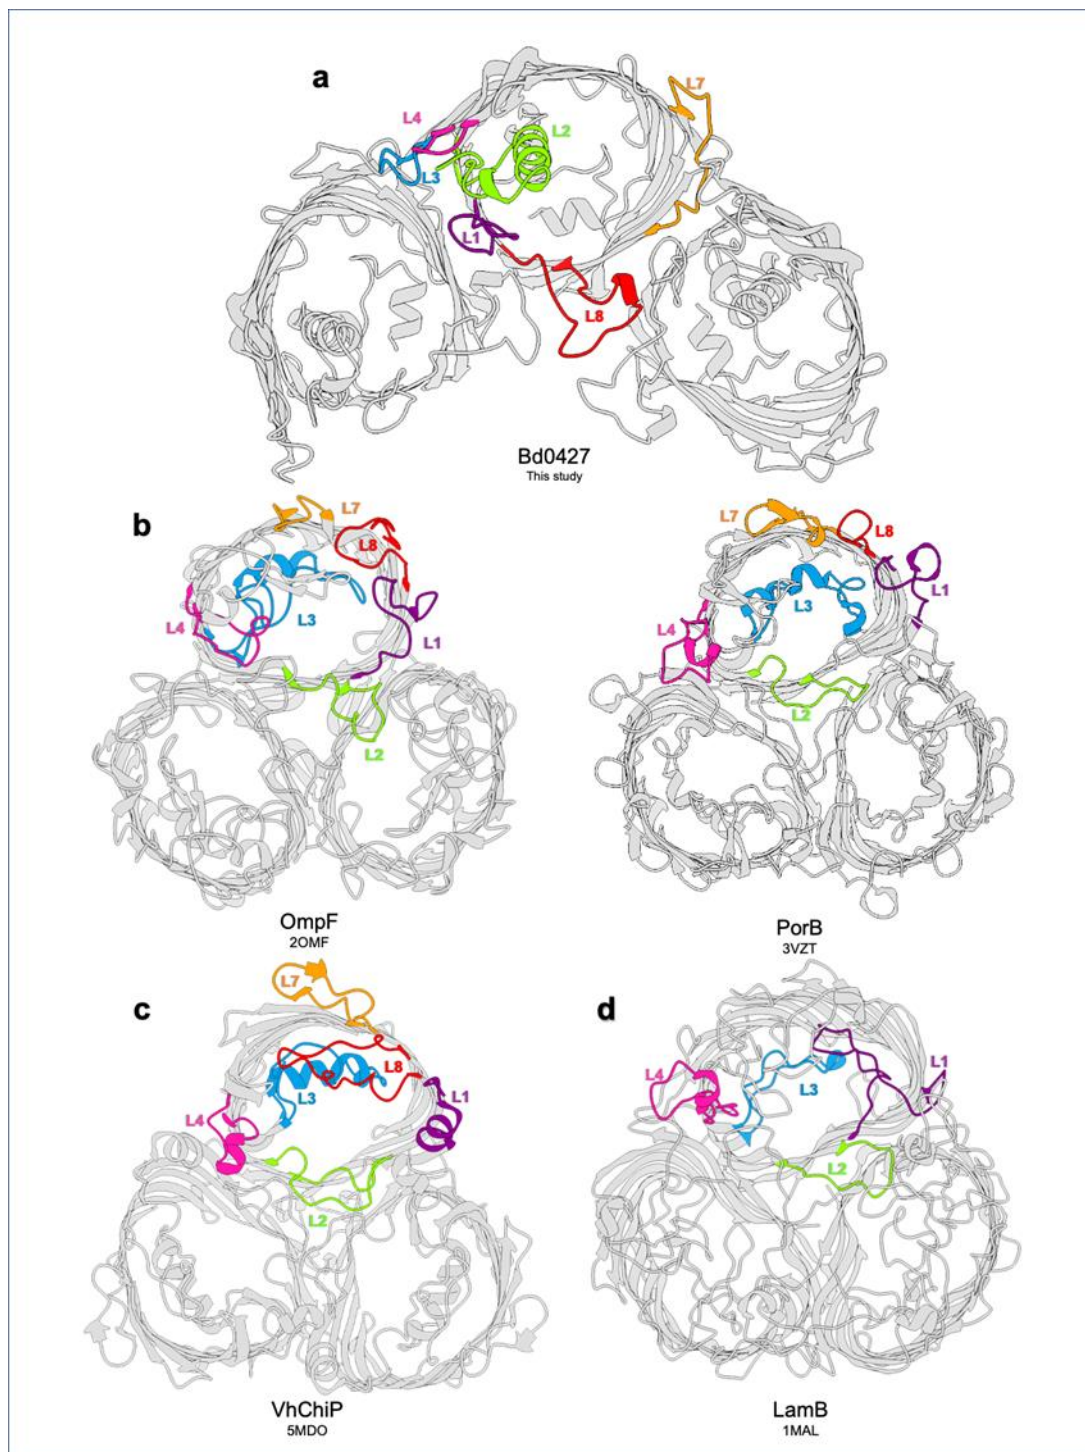 a
L7
L4
L2
L3
L1
L8
Bd0427
This study
b
L7
L8
L4
L3
L1
L2
OmpF
2OMF
L7
L8
L1
L3
L4
L2
PorB
3VZT
c
L7
L8
L3
L1
L4
L2
VhChiP
5MDO
d
L4
L3
L1
L2
LamB
1MAL